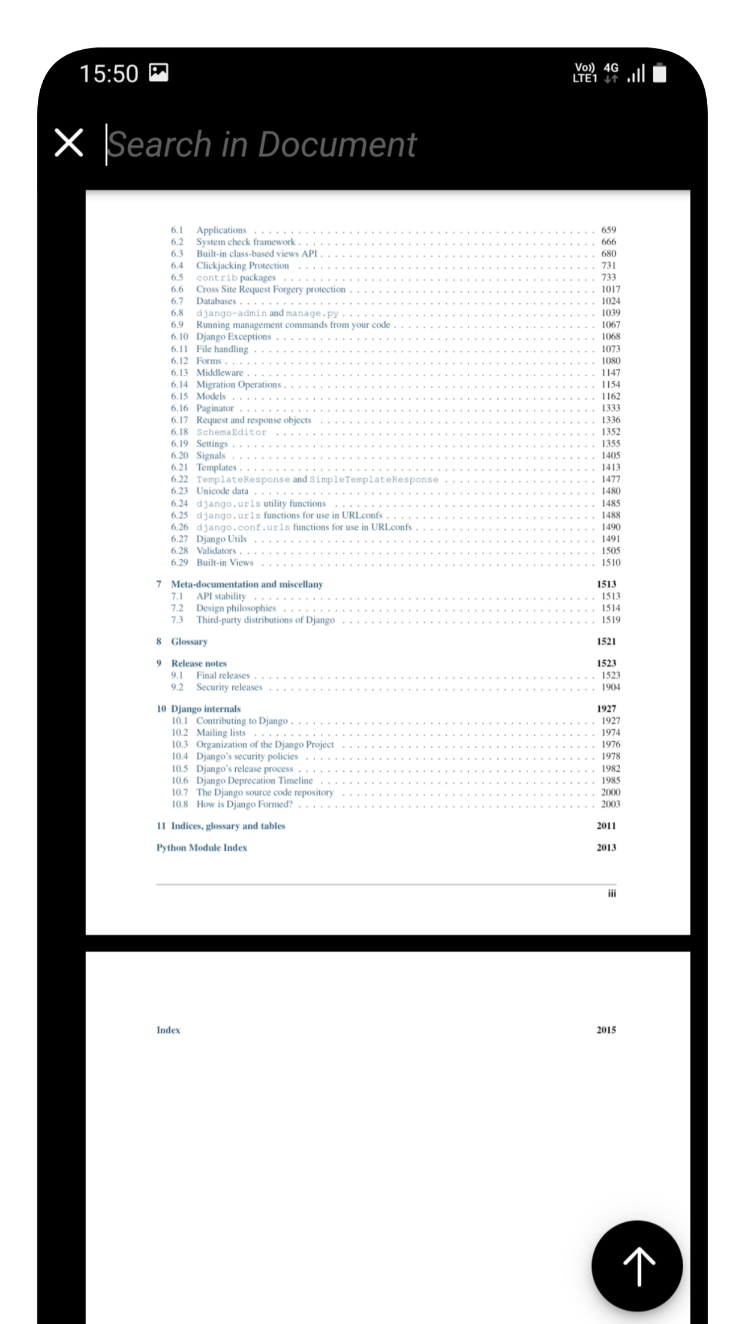 15:50 Vo)) 4G
LTE1
Search in Document
6.1 Applications 659
6.2 System check framework 666
6.3 Built-in class-based views API 680
6.4 Clickjacking Protection 731
6.5 contrib packages 733
6.6 Cross Site Request Forgery protection 1017
6.7 Databases 1024
6.8 django-admin and manage.py 1039
6.9 Running management commands from your code 1067
6.10 Django Exceptions 1068
6.11 File handling 1073
6.12 Forms 1080
6.13 Middleware 1147
6.14 Migration Operations 1154
6.15 Models 1162
6.16 Paginator 1333
6.17 Request and response objects 1336
6.18 SchemaEditor 1352
6.19 Settings 1355
6.20 Signals 1405
6.21 Templates 1413
6.22 TemplateResponse and SimpleTemplateResponse 1477
6.23 Unicode data 1480
6.24 django.urls utility functions 1485
6.25 django.urls functions for use in URLconfs 1488
6.26 django.conf.urls functions for use in URLconfs 1490
6.27 Django Utils 1491
6.28 Validators 1505
6.29 Built-in Views 1510
7 Meta-documentation and miscellany 1513
7.1 API stability 1513
7.2 Design philosophies 1514
7.3 Third-party distributions of Django 1519
8 Glossary 1521
9 Release notes 1523
9.1 Final releases 1523
9.2 Security releases 1904
10 Django internals 1927
10.1 Contributing to Django 1927
10.2 Mailing lists 1974
10.3 Organization of the Django Project 1976
10.4 Django's security policies 1978
10.5 Django's release process 1982
10.6 Django Deprecation Timeline 1985
10.7 The Django source code repository 2000
10.8 How is Django Formed? 2003
11 Indices, glossary and tables 2011
Python Module Index 2013
iii
Index 2015